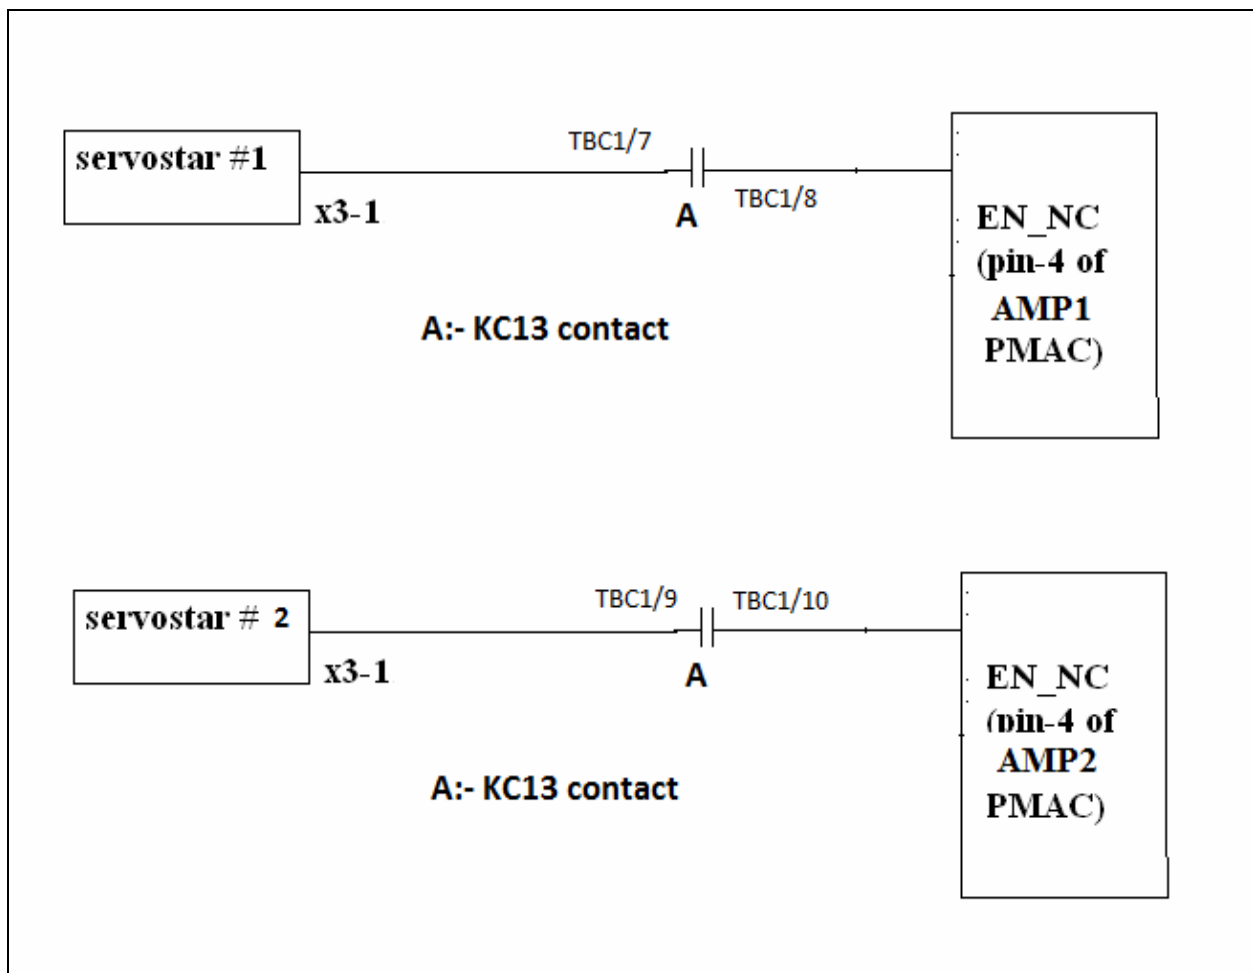 servostar #1
x3-1
TBC1/7
TBC1/8
A
A:- KC13 contact
EN_NC
(pin-4 of
AMP1
PMAC)
servostar # 2
x3-1
TBC1/9
TBC1/10
A
A:- KC13 contact
EN_NC
(pin-4 of
AMP2
PMAC)